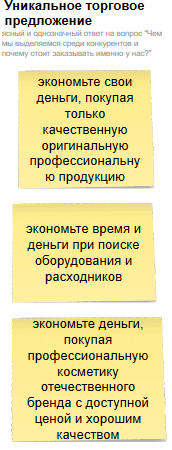 Уникальное торговое
предложение
ясный и однозначный ответ на вопрос "Чем
мы выделяемся среди конкурентов и
почему стоит заказывать именно у нас?"
экономьте свои
деньги, покупая
только
качественную
оригинальную
профессиональну
ю продукцию
экономьте время и
деньги при поиске
оборудования и
расходников
экономьте деньги,
покупая
профессиональную
косметику
отечественного
бренда с доступной
ценой и хорошим
качеством